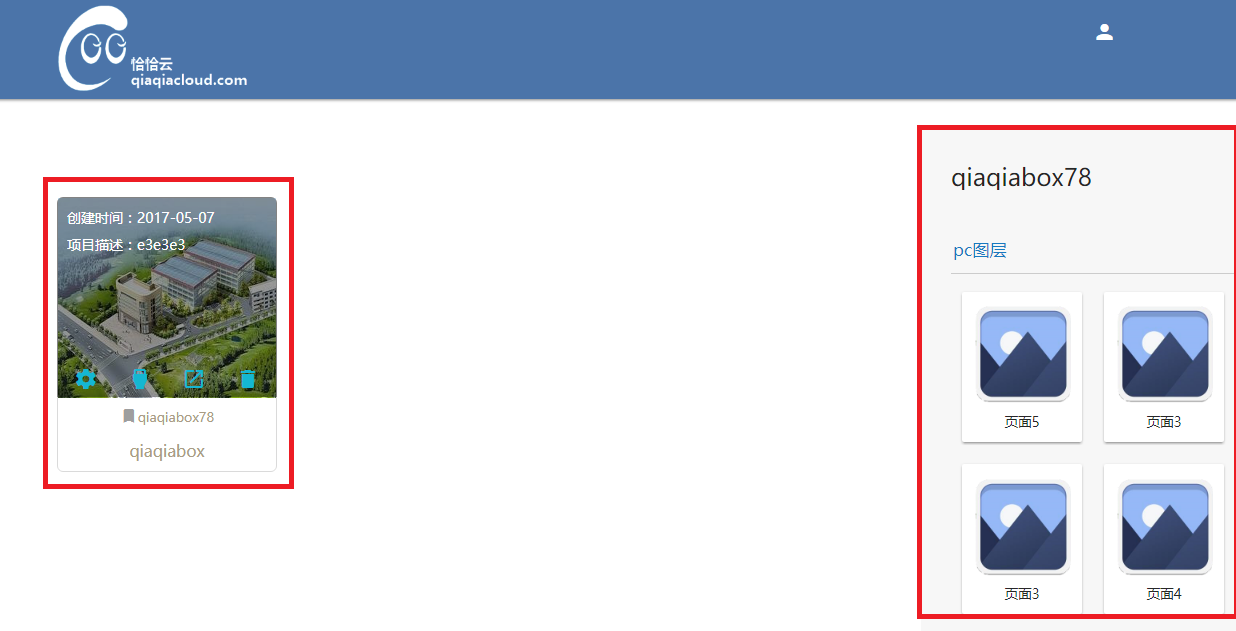 恰恰云
qiaqiacloud.com
创建时间：2017-05-07
项目描述：e3e3e3
qiaqiabox78
qiaqiabox
qiaqiabox78
pc图层
页面5
页面3
页面3
页面4